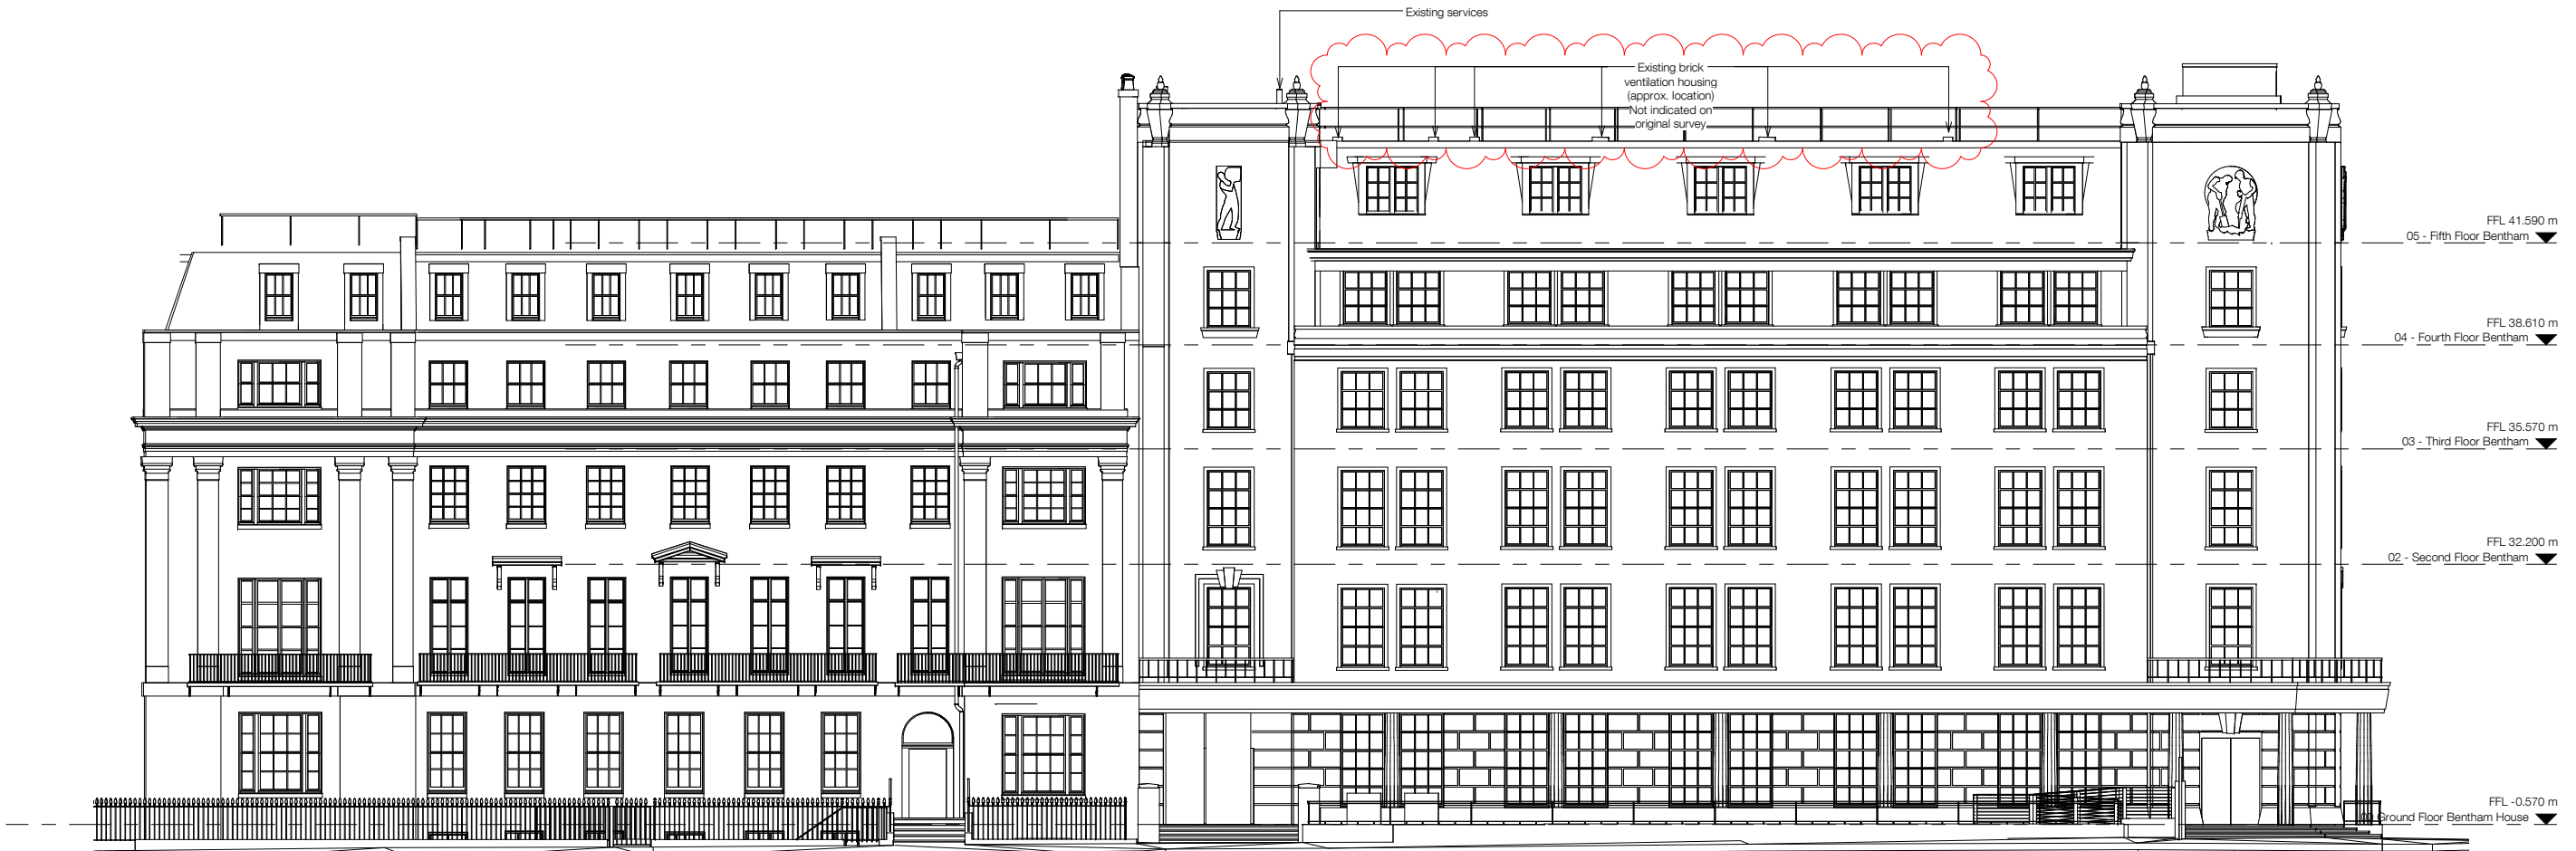 Existing services
Existing brick
ventilation housing
(approx. location)
Not indicated on
original survey
FFL 41.590 m
05 - Fifth Floor Bentham
FFL 38.610 m
04 - Fourth Floor Bentham
FFL 35.570 m
03 - Third Floor Bentham
FFL 32.200 m
02 - Second Floor Bentham
FFL -0.570 m
Ground Floor Bentham House